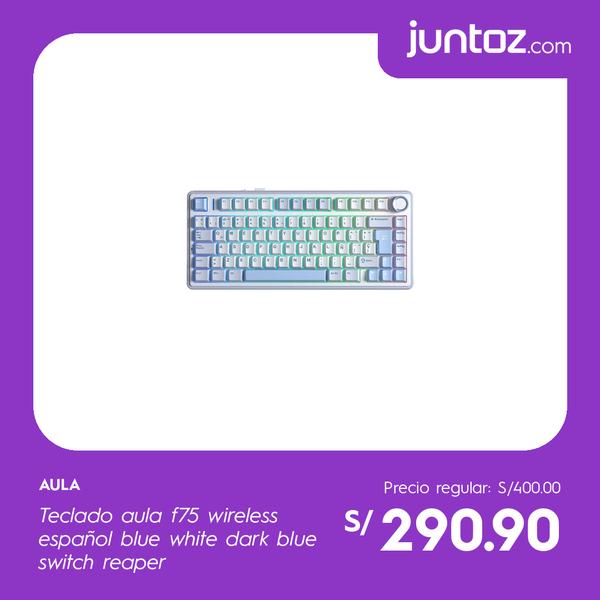 juntoz.com
AULA
Teclado aula f75 wireless
español blue white dark blue
switch reaper
Precio regular: S/400.00
S/ 290.90